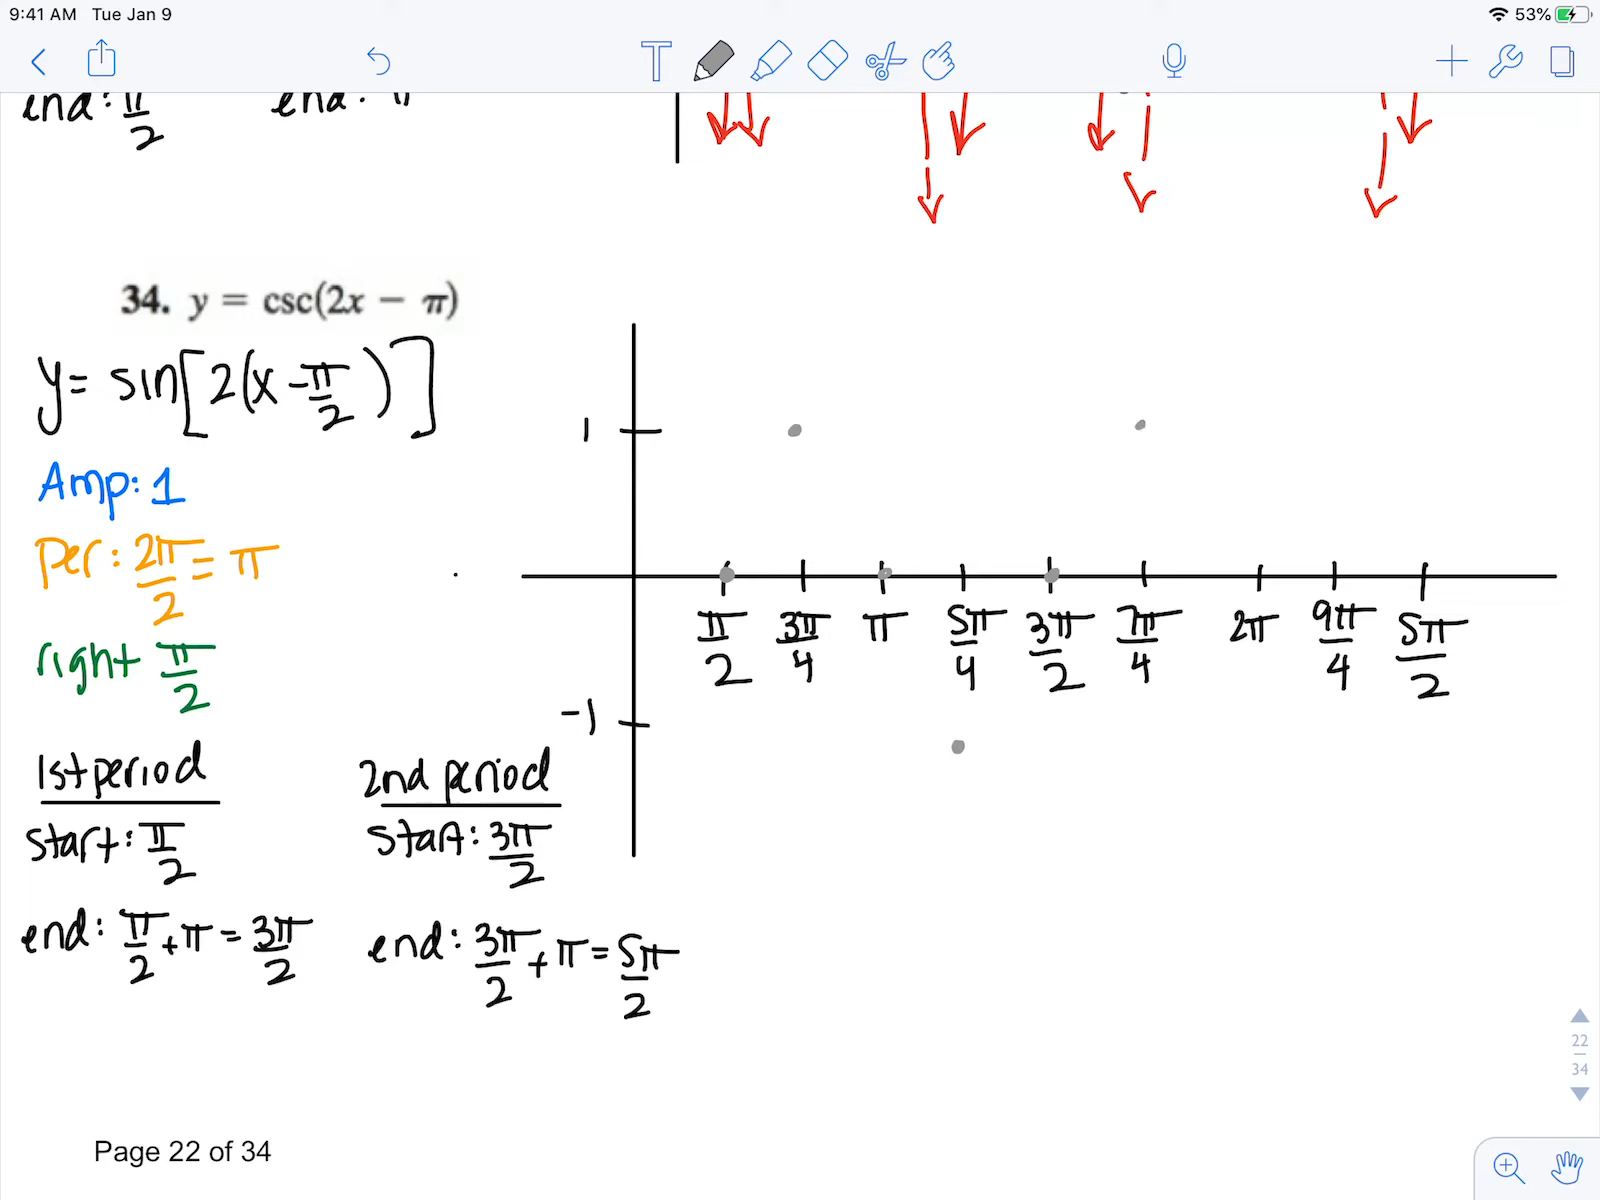 9:41 AM Tue Jan 9
53%
T
end: π/2
end: π
34. y = csc(2x − π)
y = sin[2(x − π/2)]
Amp: 1
Per: 2π/2 = π
right π/2
1st period
start: π/2
end: π/2 + π = 3π/2
2nd period
start: 3π/2
end: 3π/2 + π = 5π/2
1
π/2 3π/4 π 5π/4 3π/2 7π/4 2π 9π/4 5π/2
-1
22
34
Page 22 of 34